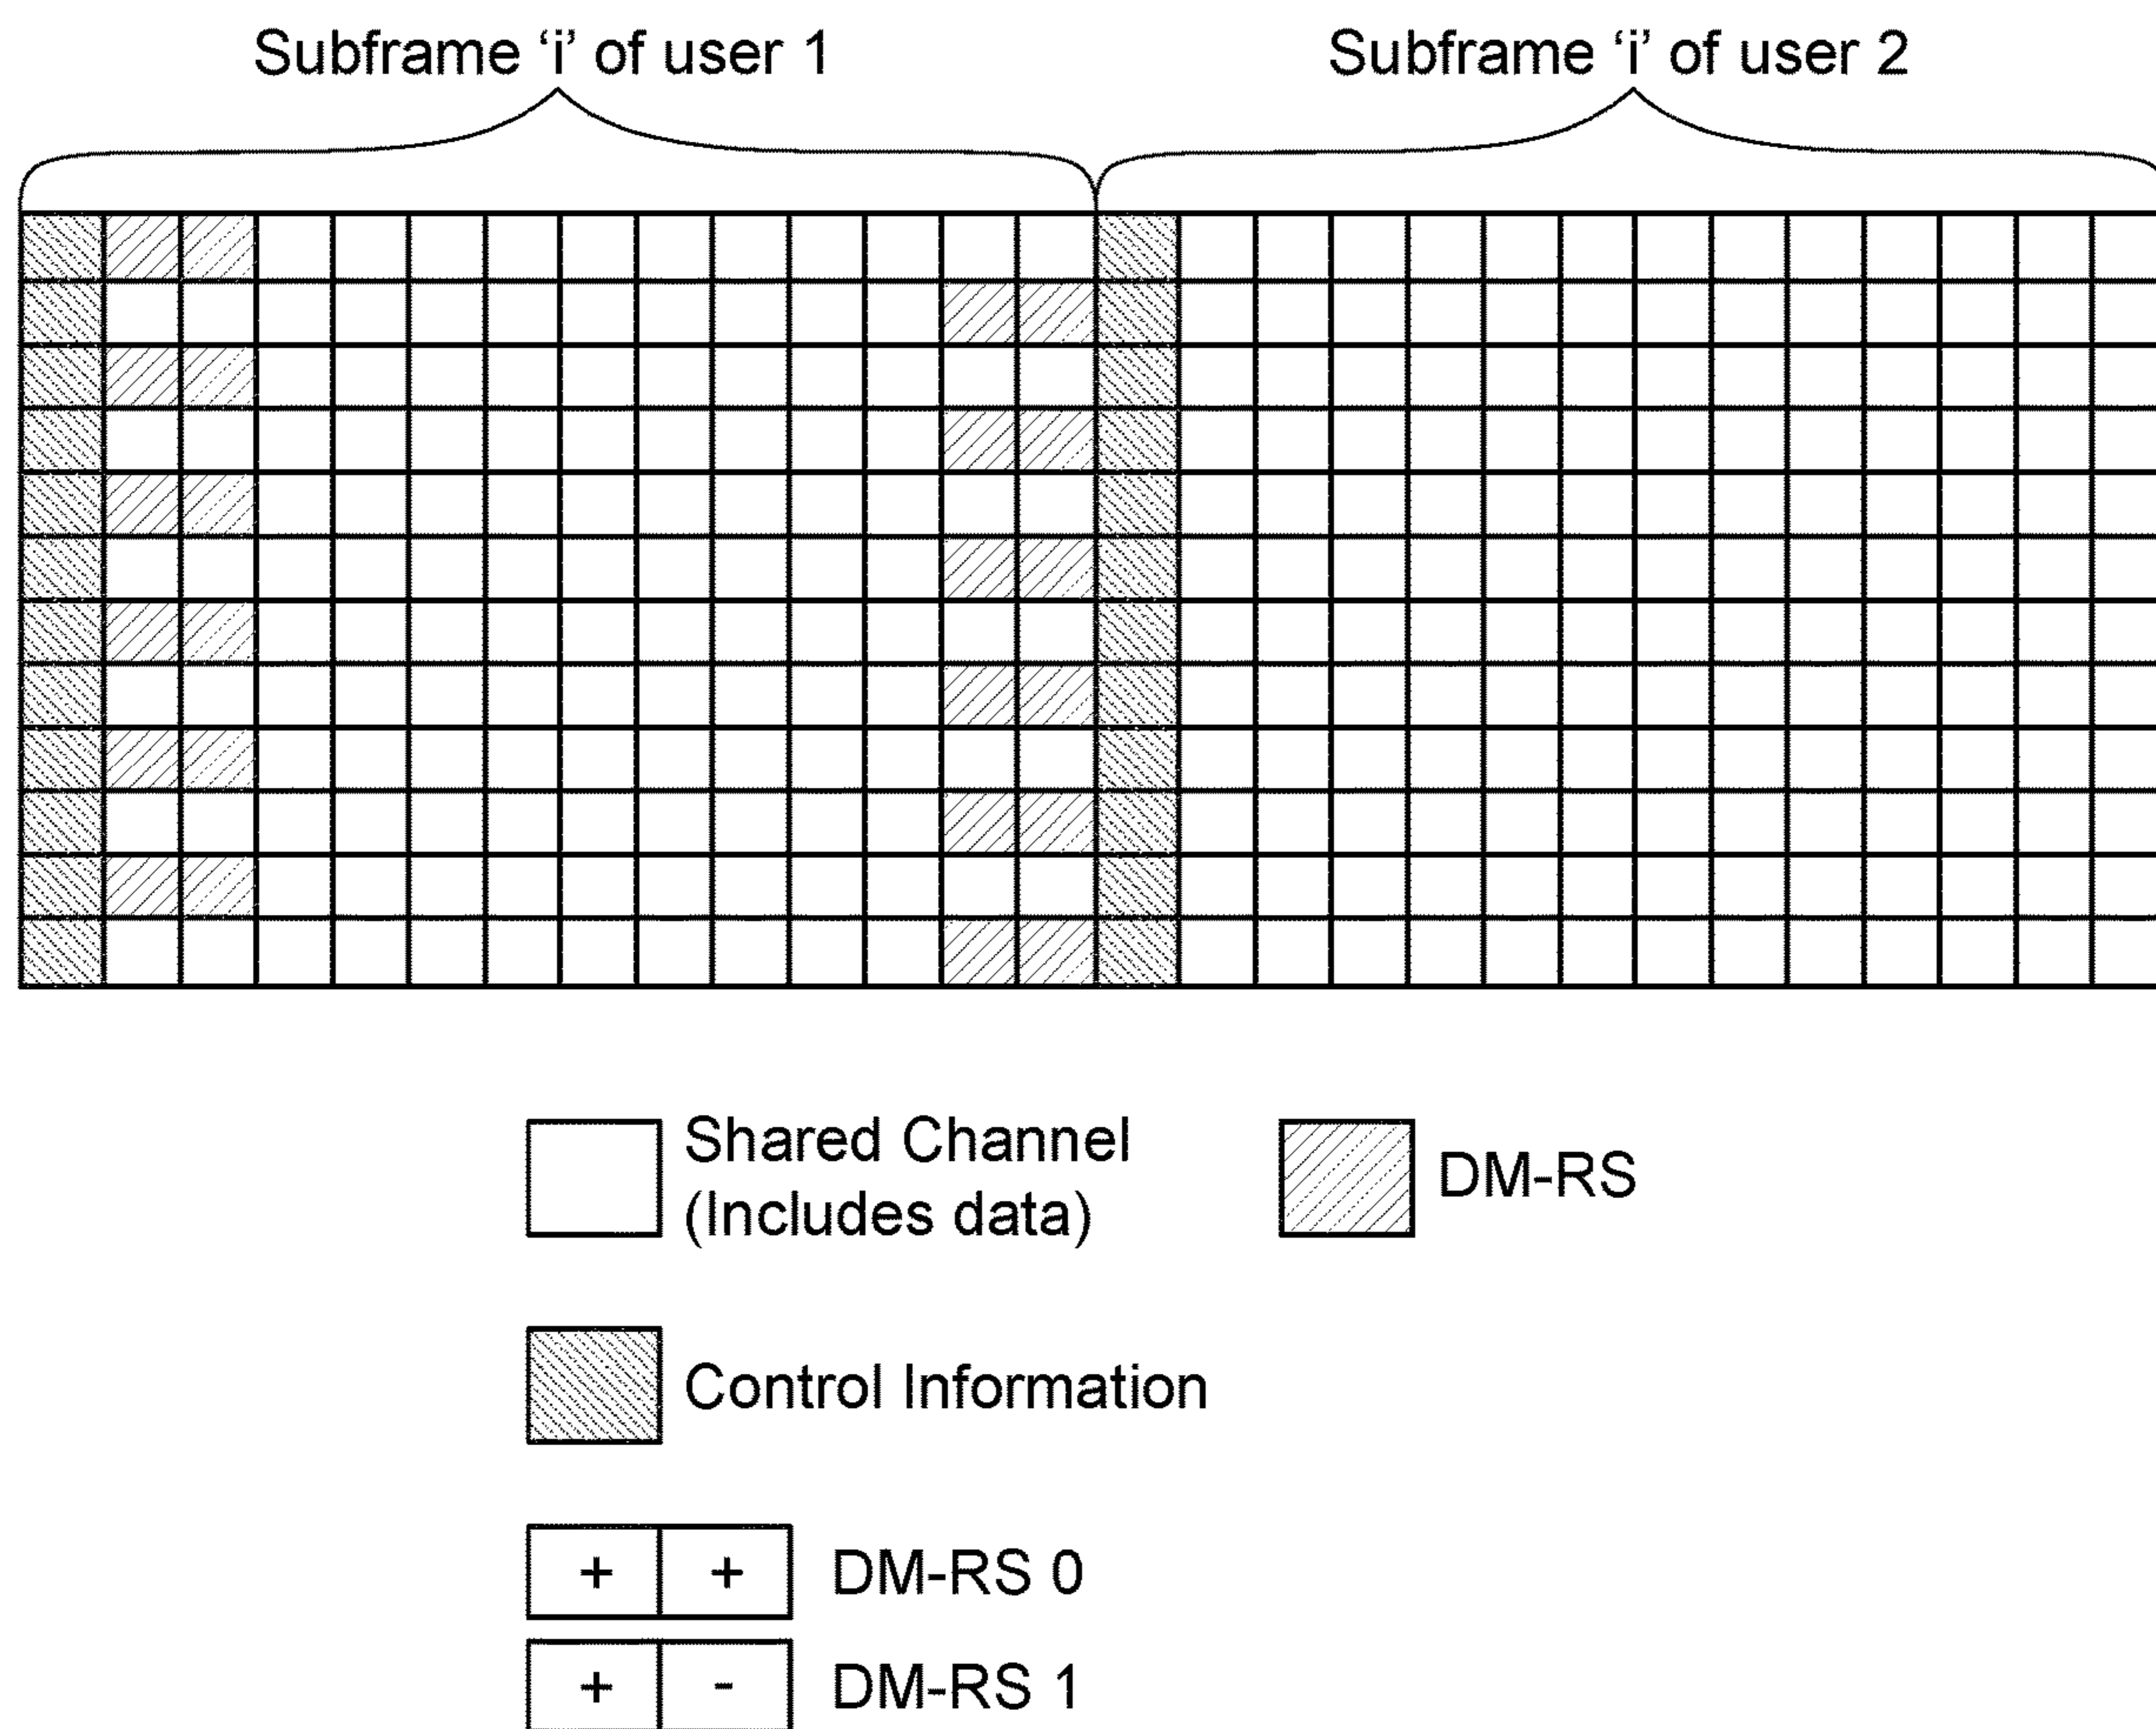 Subframe ‘i’ of user 1
Subframe ‘i’ of user 2
Shared Channel
(Includes data)
DM-RS
Control Information
+ + DM-RS 0
+ - DM-RS 1